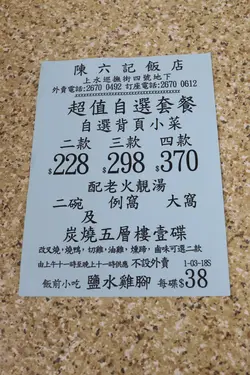 陳六記飯店
上水巡撫街四號地下
外賣電話:2670 0492 訂座電話:2670 0612
超值自選套餐
自選背頁小菜
二款 三款 四款
$228 $298 $370
配老火靚湯
二碗 例窩 大窩
及
炭燒五層樓壹碟
改叉燒,燒鴨,切雞,油雞,燻蹄,鹵味可選二款
由上午十一時至晚上十一時供應 不設外賣 1-03-18S
飯前小吃 鹽水雞腳 每碟$38